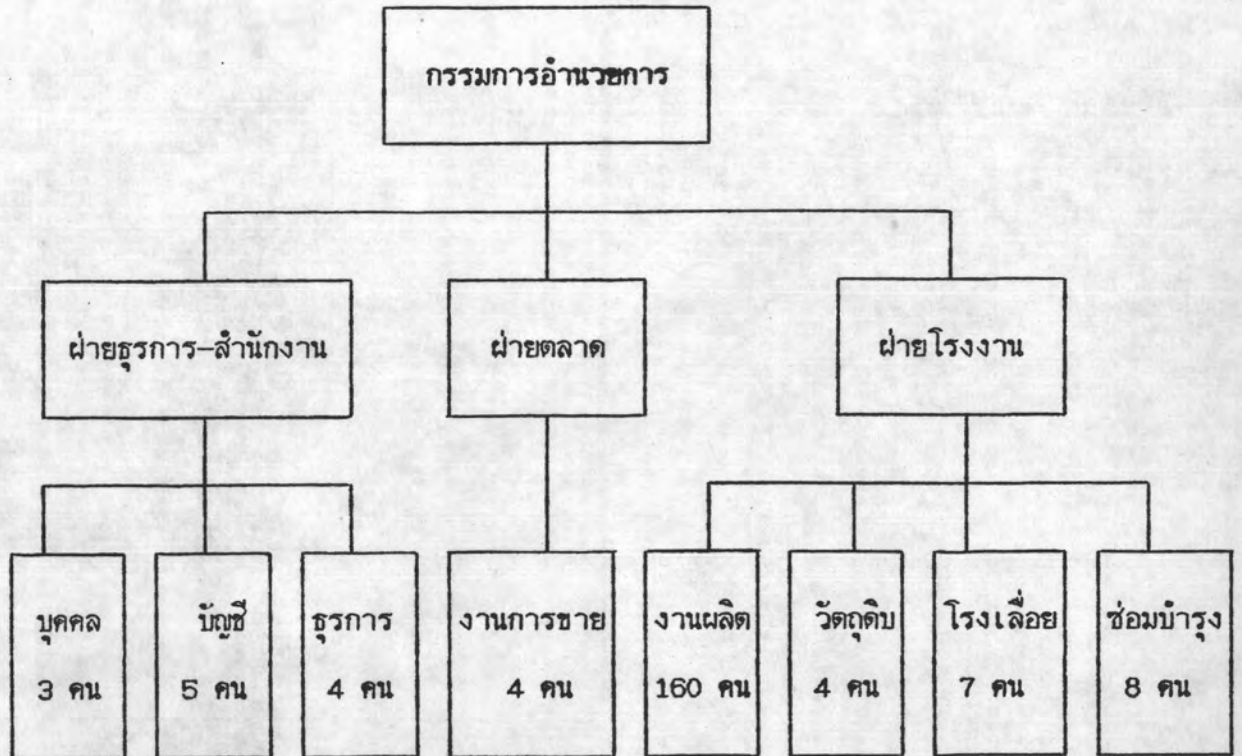 กรรมการอำนวยการ
ฝ่ายธุรการ-สำนักงาน
ฝ่ายตลาด
ฝ่ายโรงงาน
บุคคล
3 คน
บัญชี
5 คน
ธุรการ
4 คน
งานการขาย
4 คน
งานผลิต
160 คน
วัตถุดิบ
4 คน
โรงเลื่อย
7 คน
ซ่อมบำรุง
8 คน